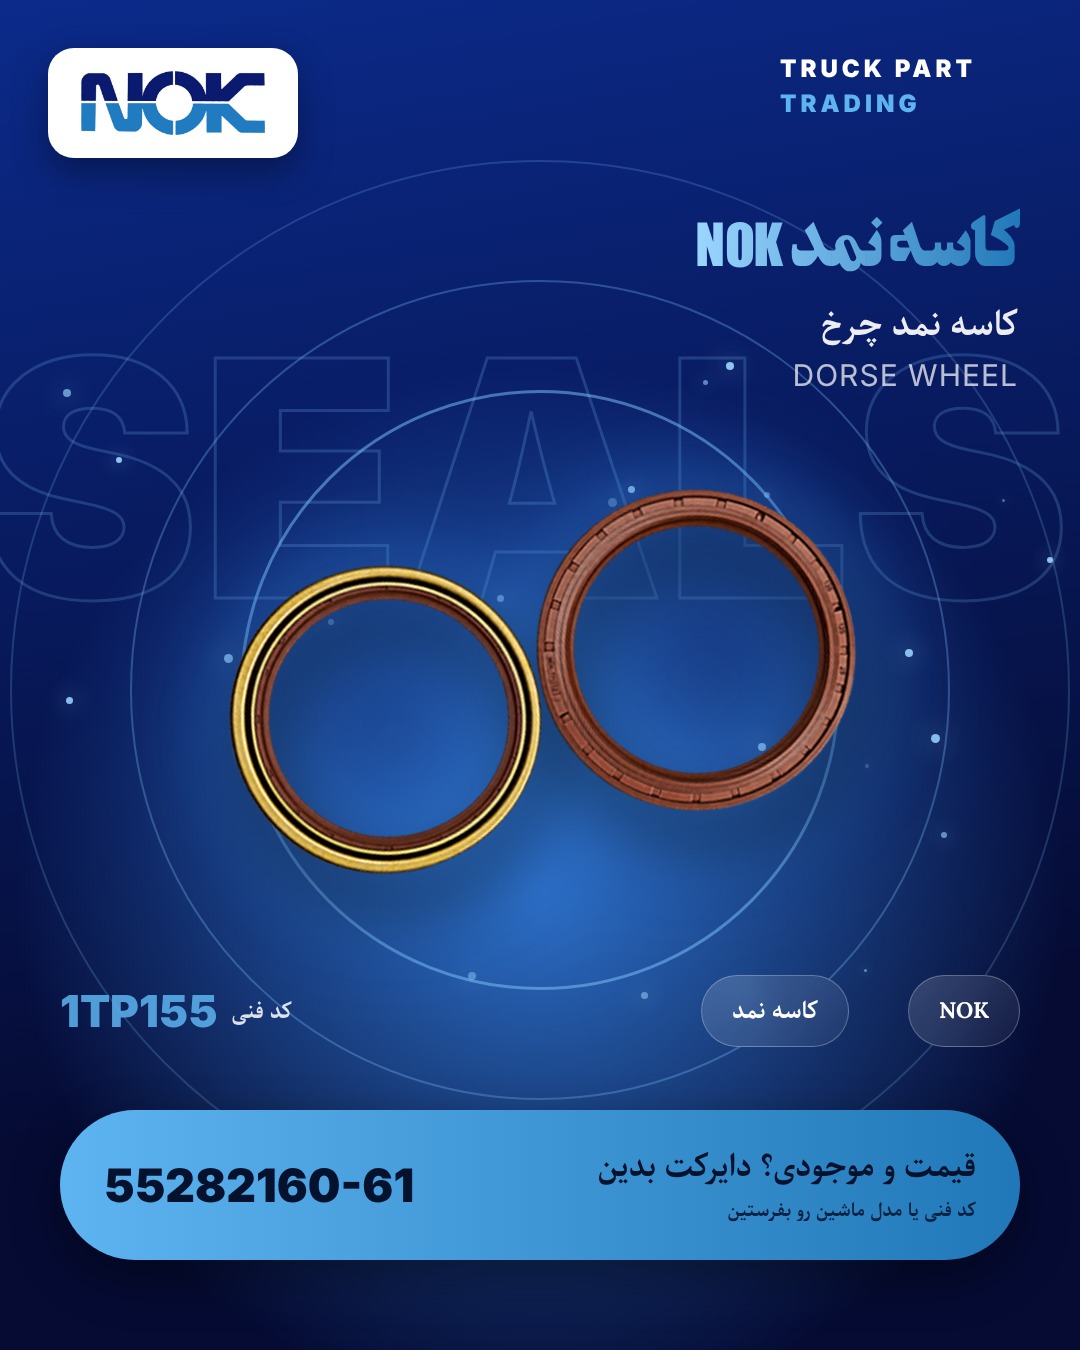 NOK
TRUCK PART
TRADING
کاسه نمد NOK
کاسه نمد چرخ
DORSE WHEEL
SEALS
1TP155 کد فنی
کاسه نمد
NOK
قیمت و موجودی؟ دایرکت بدین
کد فنی یا مدل ماشین رو بفرستین
55282160-61